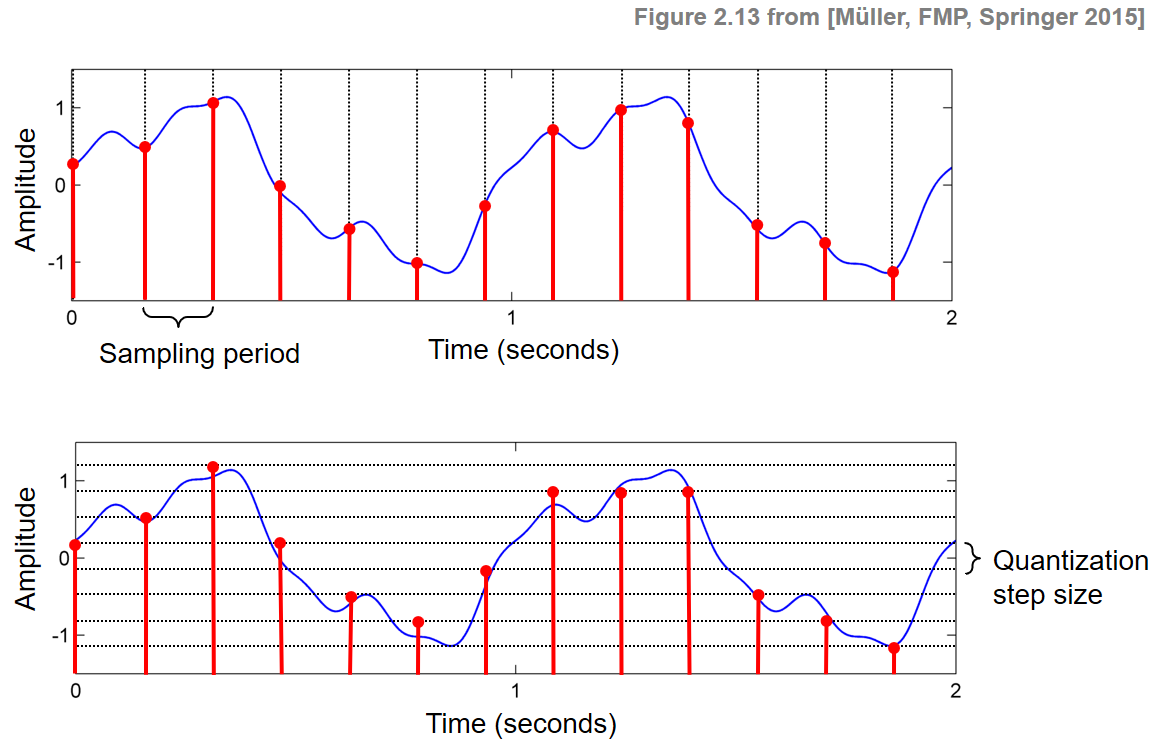 Figure 2.13 from [Müller, FMP, Springer 2015]
Amplitude
1
0
-1
0
1
2
Sampling period
Time (seconds)
Amplitude
1
0
-1
Quantization
step size
0
1
2
Time (seconds)